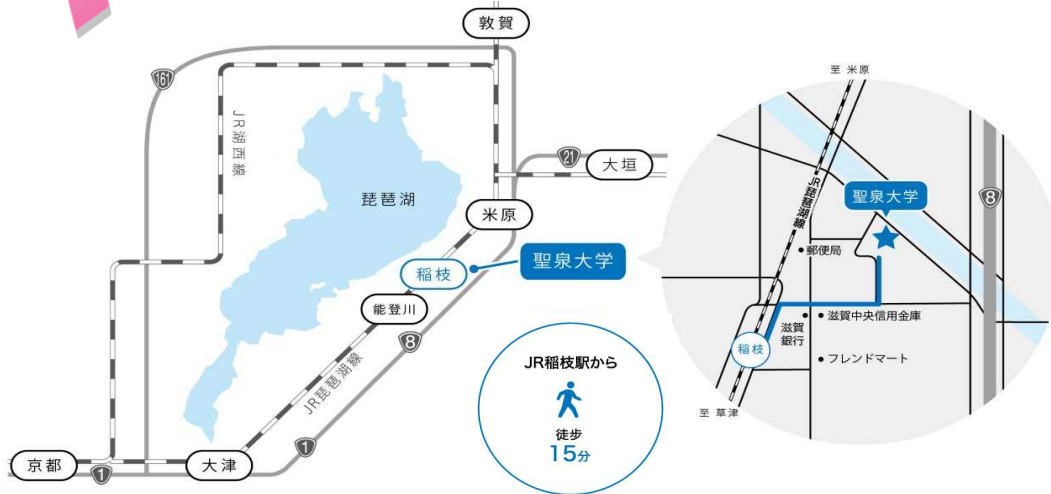 敦賀
161
JR湖西線
21
大垣
琵琶湖
米原
稲枝
聖泉大学
能登川
8
JR琵琶湖線
1
京都
1
大津
JR稲枝駅から
徒歩
15分
至 米原
JR琵琶湖線
聖泉大学
8
郵便局
滋賀
銀行
滋賀中央信用金庫
稲枝
フレンドマート
至 草津